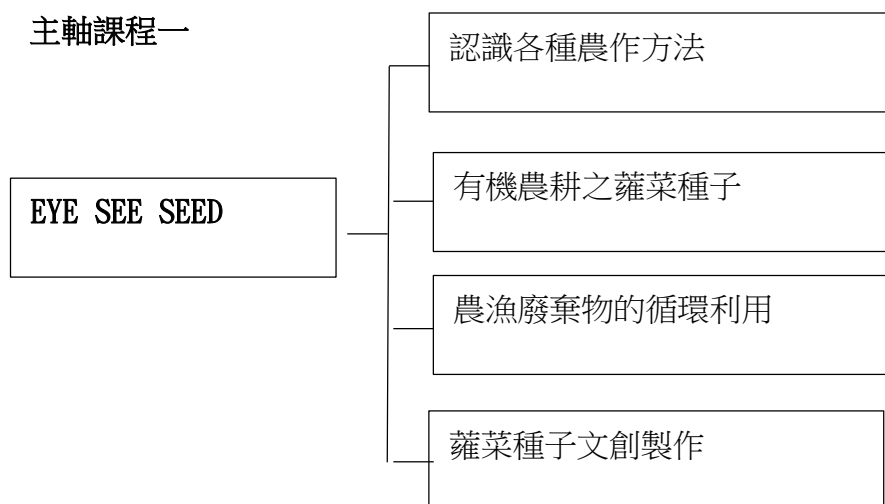 主軸課程一
EYE SEE SEED
認識各種農作方法
有機農耕之蕹菜種子
農漁廢棄物的循環利用
蕹菜種子文創製作